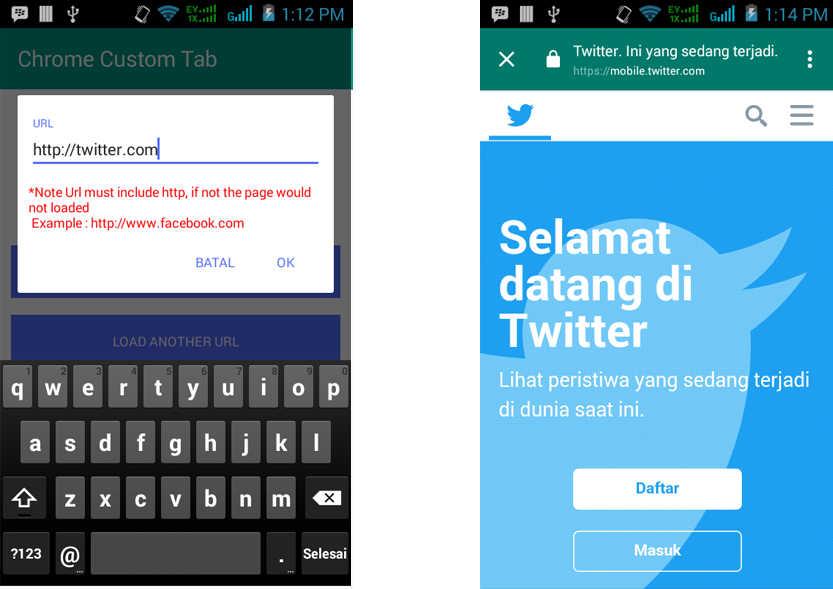 EV
1X
G
1:12 PM
Chrome Custom Tab
URL
http://twitter.com
*Note Url must include http, if not the page would
not loaded
Example : http://www.facebook.com
BATAL OK
LOAD ANOTHER URL
1 2 3 4 5 6 7 8 9 0
q w e r t y u i o p
a s d f g h j k l
z x c v b n m
?123 @ ... . ... Selesai
EV
1X
G
1:14 PM
Twitter. Ini yang sedang terjadi.
https://mobile.twitter.com
Selamat
datang di
Twitter
Lihat peristiwa yang sedang terjadi
di dunia saat ini.
Daftar
Masuk